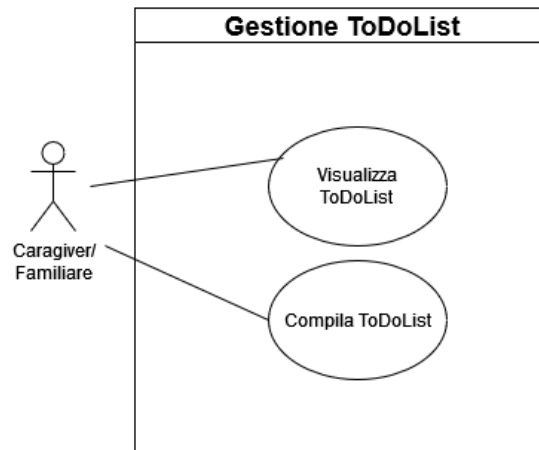 Gestione ToDoList
Visualizza
ToDoList
Caragiver/
Familiare
Compila ToDoList